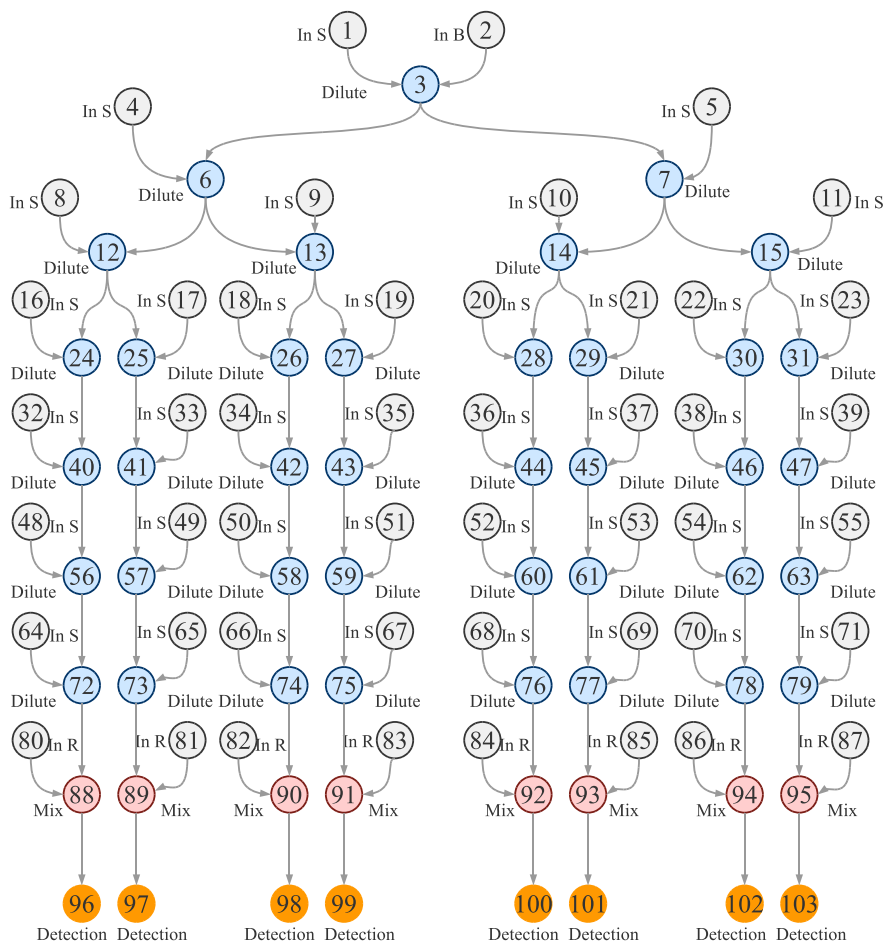 In S 1 In B 2
Dilute 3
In S 4 In S 5
Dilute 6 7 Dilute
In S 8 In S 9 In S 10 11 In S
Dilute 12 Dilute 13 Dilute 14 15 Dilute
16 In S In S 17 18 In S In S 19 20 In S In S 21 22 In S In S 23
24 25 26 27 28 29 30 31
Dilute Dilute Dilute Dilute Dilute Dilute Dilute Dilute
32 In S In S 33 34 In S In S 35 36 In S In S 37 38 In S In S 39
40 41 42 43 44 45 46 47
Dilute Dilute Dilute Dilute Dilute Dilute Dilute Dilute
48 In S In S 49 50 In S In S 51 52 In S In S 53 54 In S In S 55
56 57 58 59 60 61 62 63
Dilute Dilute Dilute Dilute Dilute Dilute Dilute Dilute
64 In S In S 65 66 In S In S 67 68 In S In S 69 70 In S In S 71
72 73 74 75 76 77 78 79
Dilute Dilute Dilute Dilute Dilute Dilute Dilute Dilute
80 In R In R 81 82 In R In R 83 84 In R In R 85 86 In R In R 87
88 89 90 91 92 93 94 95
Mix Mix Mix Mix Mix Mix Mix Mix
96 97 98 99 100 101 102 103
Detection Detection Detection Detection Detection Detection Detection Detection